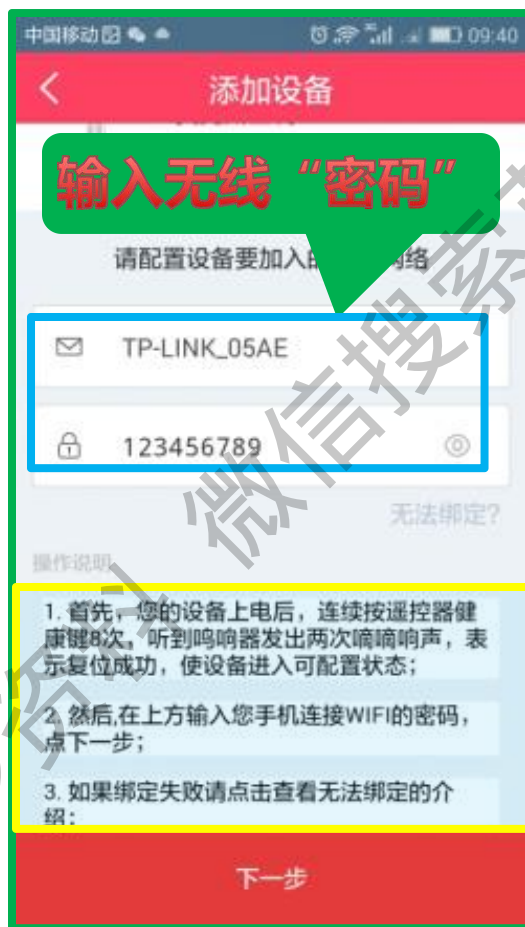 中国移动 09:40
添加设备
输入无线“密码”
请配置设备要加入的 网络
TP-LINK_05AE
123456789
无法绑定?
操作说明
1. 首先，您的设备上电后，连续按遥控器健
康键8次，听到鸣响器发出两次嘀嘀响声，表
示复位成功，使设备进入可配置状态；
2. 然后,在上方输入您手机连接WIFI的密码，
点下一步；
3. 如果绑定失败请点击查看无法绑定的介
绍；
下一步
资料 微信搜索